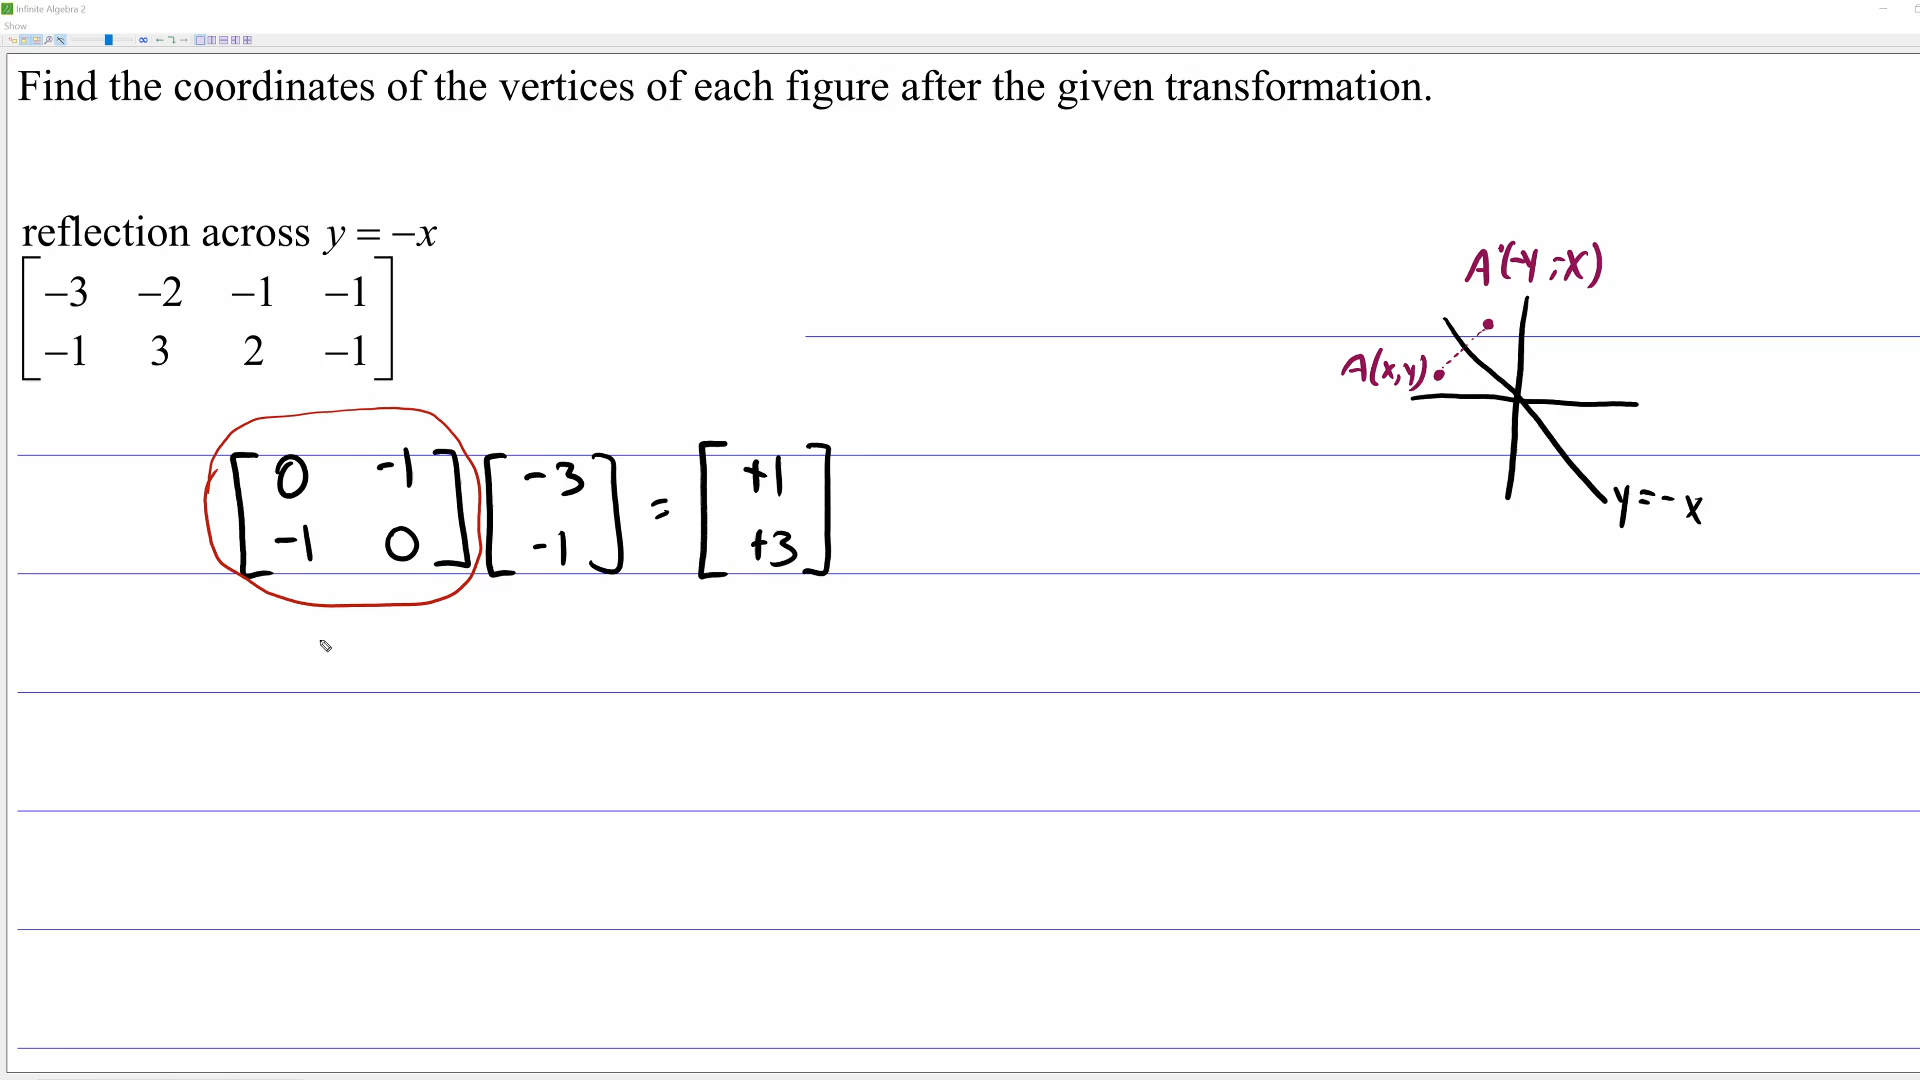 Infinite Algebra 2
Show
Find the coordinates of the vertices of each figure after the given transformation.
reflection across y = −x
−3 −2 −1 −1
−1 3 2 −1
A'(-Y,-X)
A(x,y)
y=-x
0 -1 -3 = +1
-1 0 -1 +3